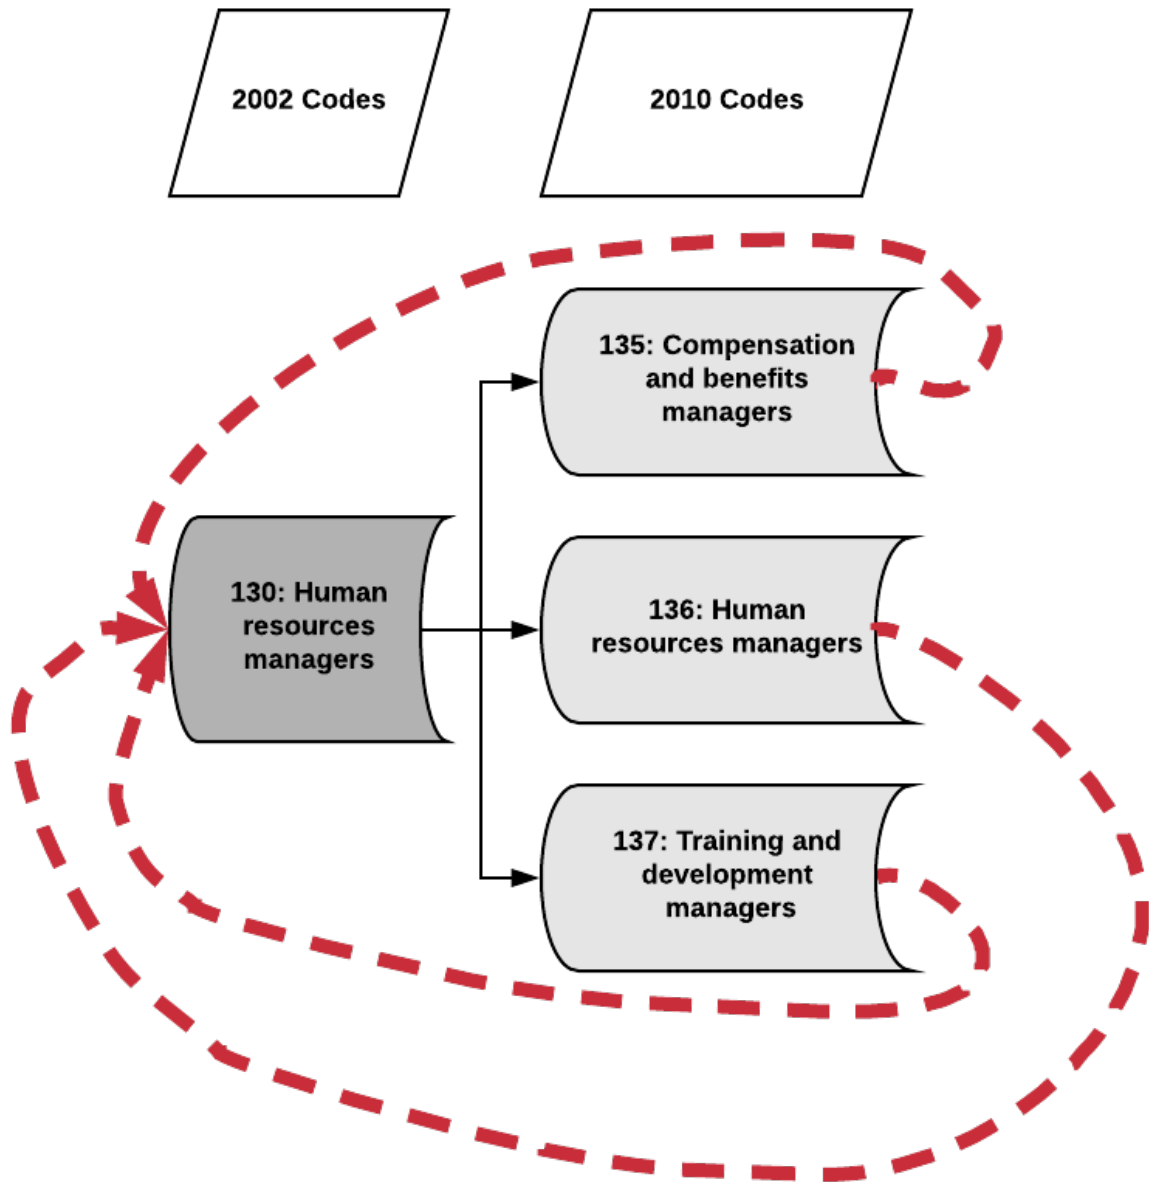 2002 Codes
2010 Codes
135: Compensation
and benefits
managers
130: Human
resources
managers
136: Human
resources managers
137: Training and
development
managers